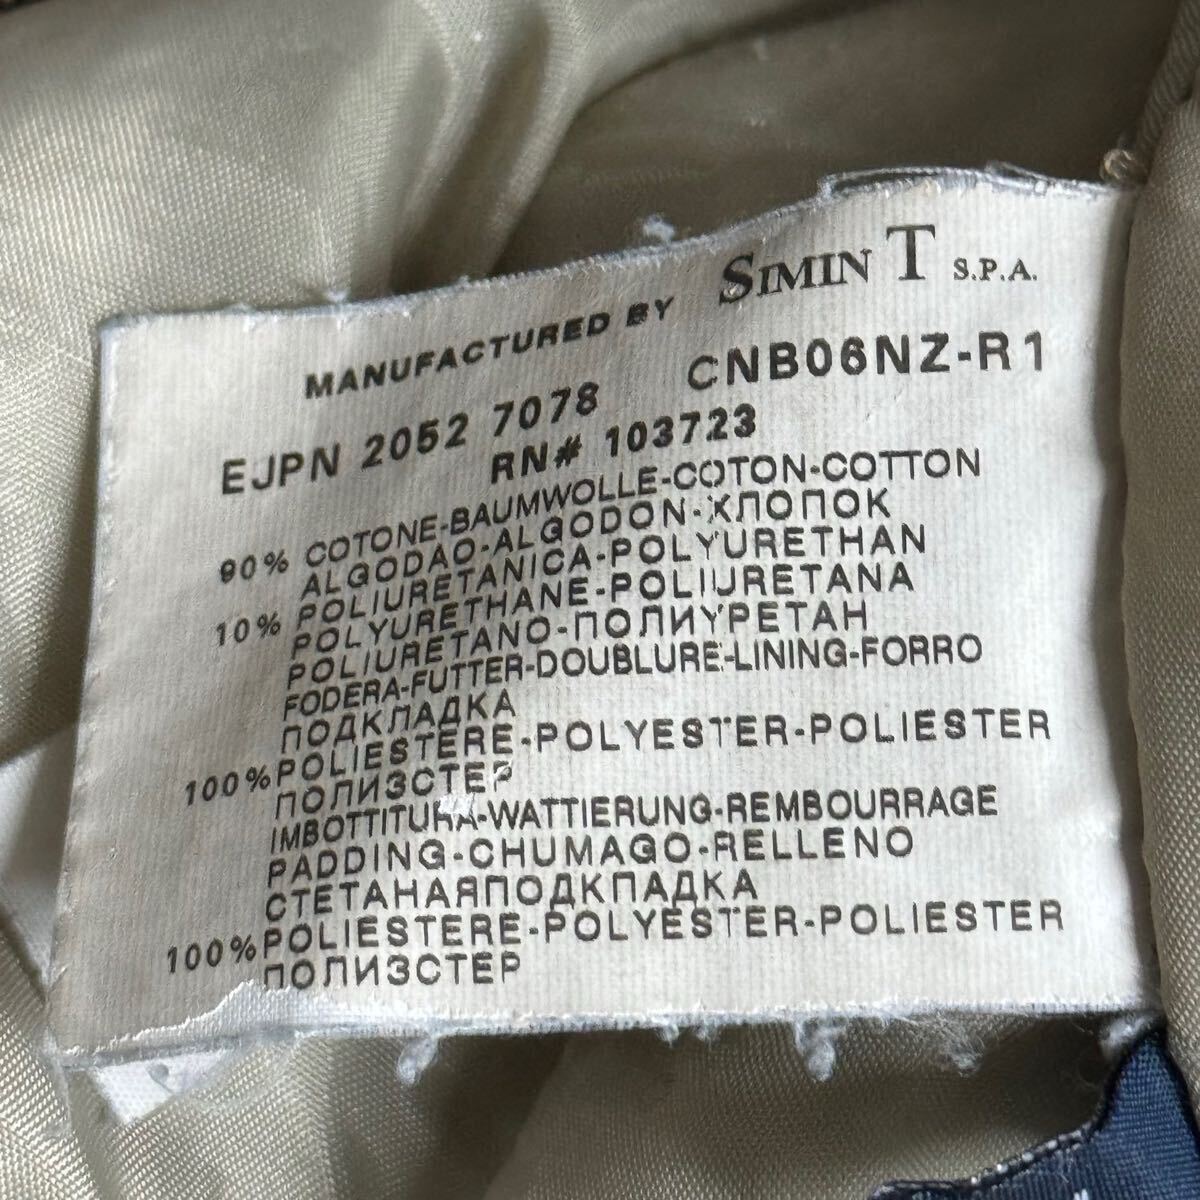 MANUFACTURED BY SIMIN T S.P.A.
EJPN 2052 7078 CNB06NZ-R1
RN# 103723
90% COTONE-BAUMWOLLE-COTON-COTTON
ALGODAO-ALGODON-ХЛОПОК
10% POLIURETANICA-POLYURETHAN
POLYURETHANE-POLIURETANA
POLIURETANO-ПОЛИУРЕТАН
FODERA-FUTTER-DOUBLURE-LINING-FORRO
ПОДКЛАДКА
100% POLIESTERE-POLYESTER-POLIESTER
ПОЛИЗСТЕР
IMBOTTITURA-WATTIERUNG-REMBOURRAGE
PADDING-CHUMAGO-RELLENO
СТЕТАНАЯПОДКПАДКА
100% POLIESTERE-POLYESTER-POLIESTER
ПОЛИЗСТЕР